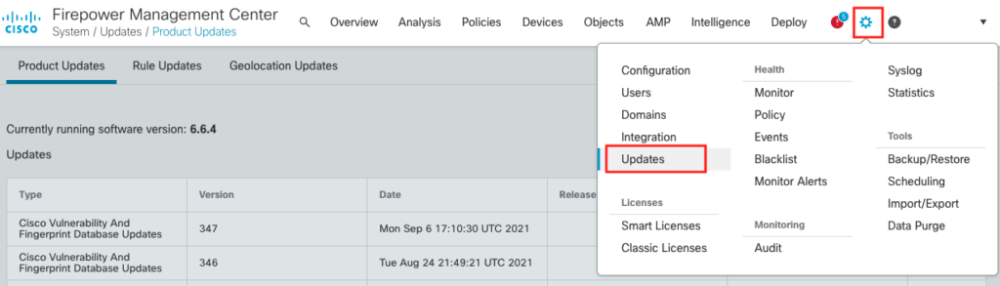 Firepower Management Center
CISCO System / Updates / Product Updates
Overview Analysis Policies Devices Objects AMP Intelligence Deploy 5 ?
Product Updates Rule Updates Geolocation Updates
Currently running software version: 6.6.4
Updates
Type Version Date Release
Cisco Vulnerability And
Fingerprint Database Updates 347 Mon Sep 6 17:10:30 UTC 2021
Cisco Vulnerability And
Fingerprint Database Updates 346 Tue Aug 24 21:49:21 UTC 2021
Configuration
Users
Domains
Integration
Updates
Licenses
Smart Licenses
Classic Licenses
Health
Monitor
Policy
Events
Blacklist
Monitor Alerts
Monitoring
Audit
Syslog
Statistics
Tools
Backup/Restore
Scheduling
Import/Export
Data Purge